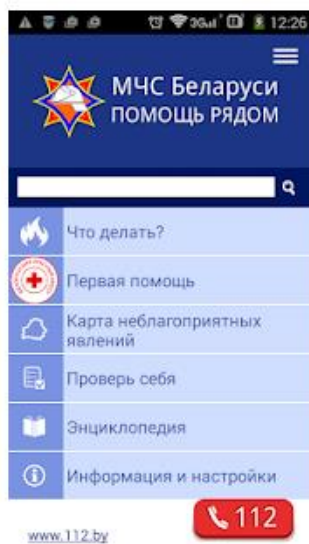 3G 12:26
МЧС Беларуси
ПОМОЩЬ РЯДОМ
Что делать?
Первая помощь
Карта неблагоприятных
явлений
Проверь себя
Энциклопедия
Информация и настройки
112
www.112.by